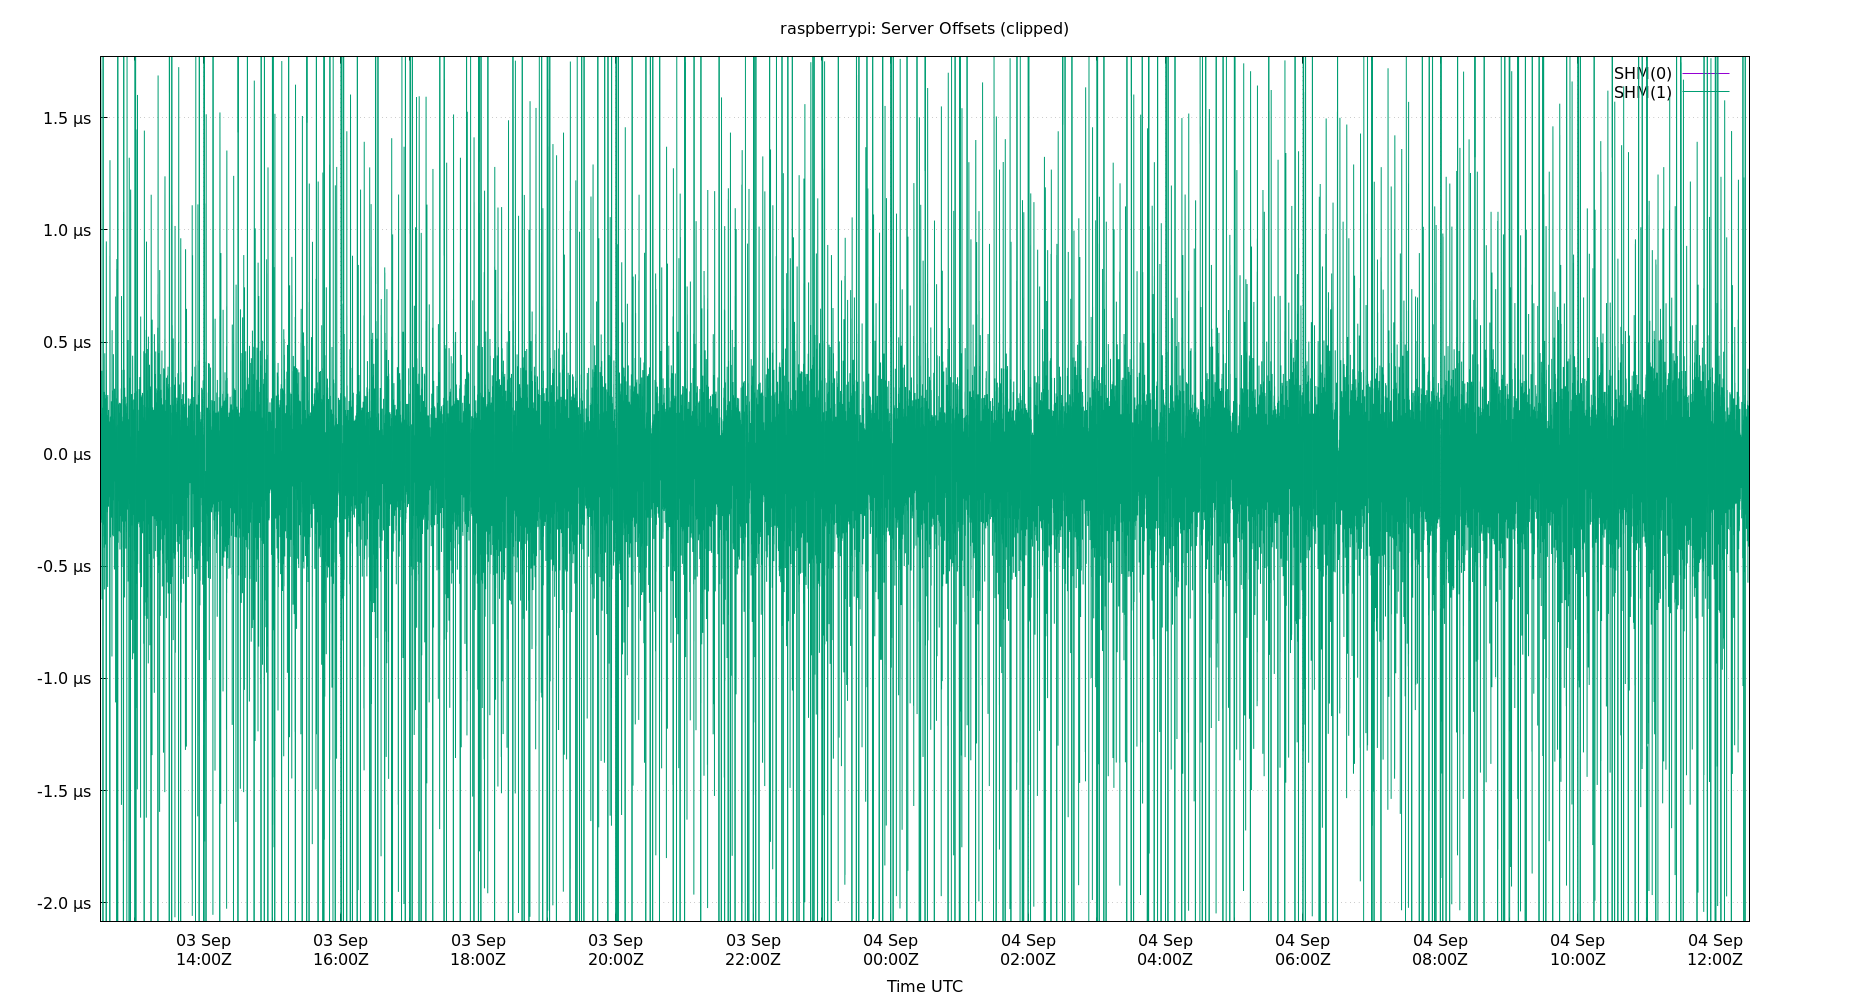 raspberrypi: Server Offsets (clipped)
SHM(0)
SHM(1)
1.5 µs
1.0 µs
0.5 µs
0.0 µs
-0.5 µs
-1.0 µs
-1.5 µs
-2.0 µs
03 Sep 03 Sep 03 Sep 03 Sep 03 Sep 04 Sep 04 Sep 04 Sep 04 Sep 04 Sep 04 Sep 04 Sep
14:00Z 16:00Z 18:00Z 20:00Z 22:00Z 00:00Z 02:00Z 04:00Z 06:00Z 08:00Z 10:00Z 12:00Z
Time UTC